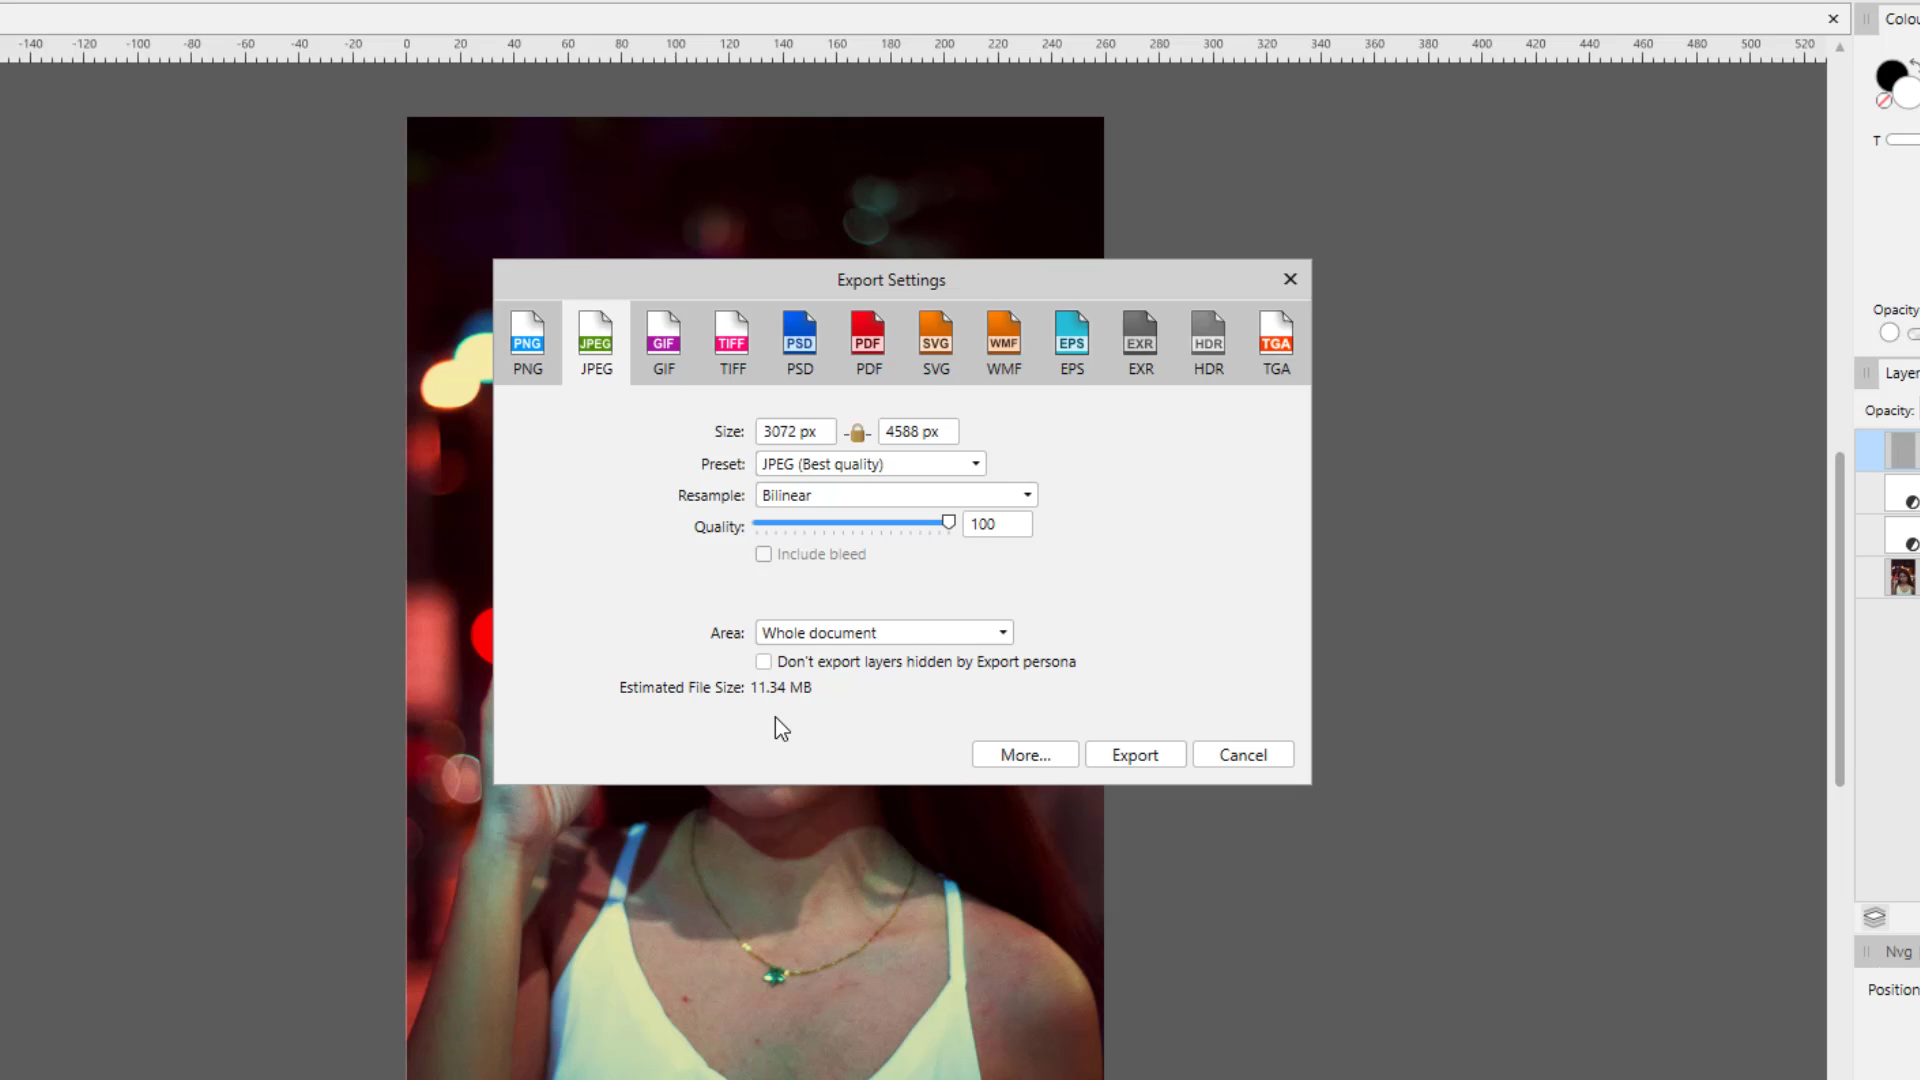 -140 -120 -100 -80 -60 -40 -20 0 20 40 60 80 100 120 140 160 180 200 220 240 260 280 300 320 340 360 380 400 420 440 460 480 500 520
Export Settings
PNG JPEG GIF TIFF PSD PDF SVG WMF EPS EXR HDR TGA
PNG JPEG GIF TIFF PSD PDF SVG WMF EPS EXR HDR TGA
Size: 3072 px 4588 px
Preset: JPEG (Best quality)
Resample: Bilinear
Quality: 100
Include bleed
Area: Whole document
Don't export layers hidden by Export persona
Estimated File Size: 11.34 MB
More... Export Cancel
Colou
T
Opacity
Layer
Opacity:
Nvg
Position